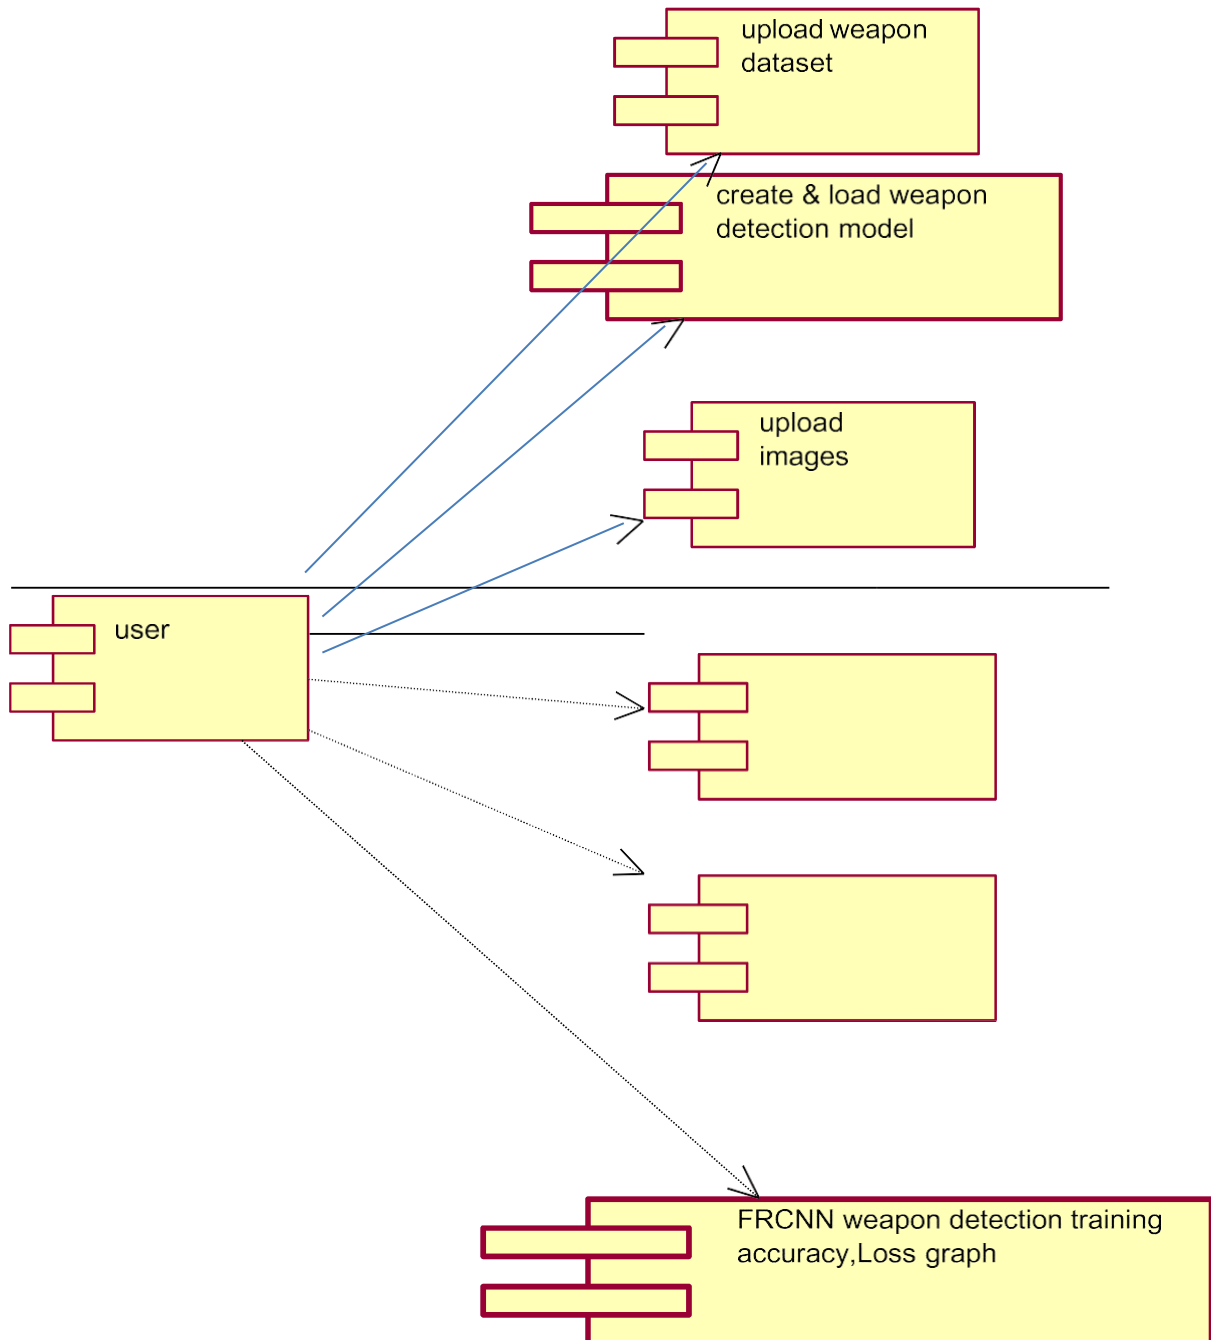 upload weapon
dataset
create & load weapon
detection model
upload
images
user
FRCNN weapon detection training
accuracy,Loss graph